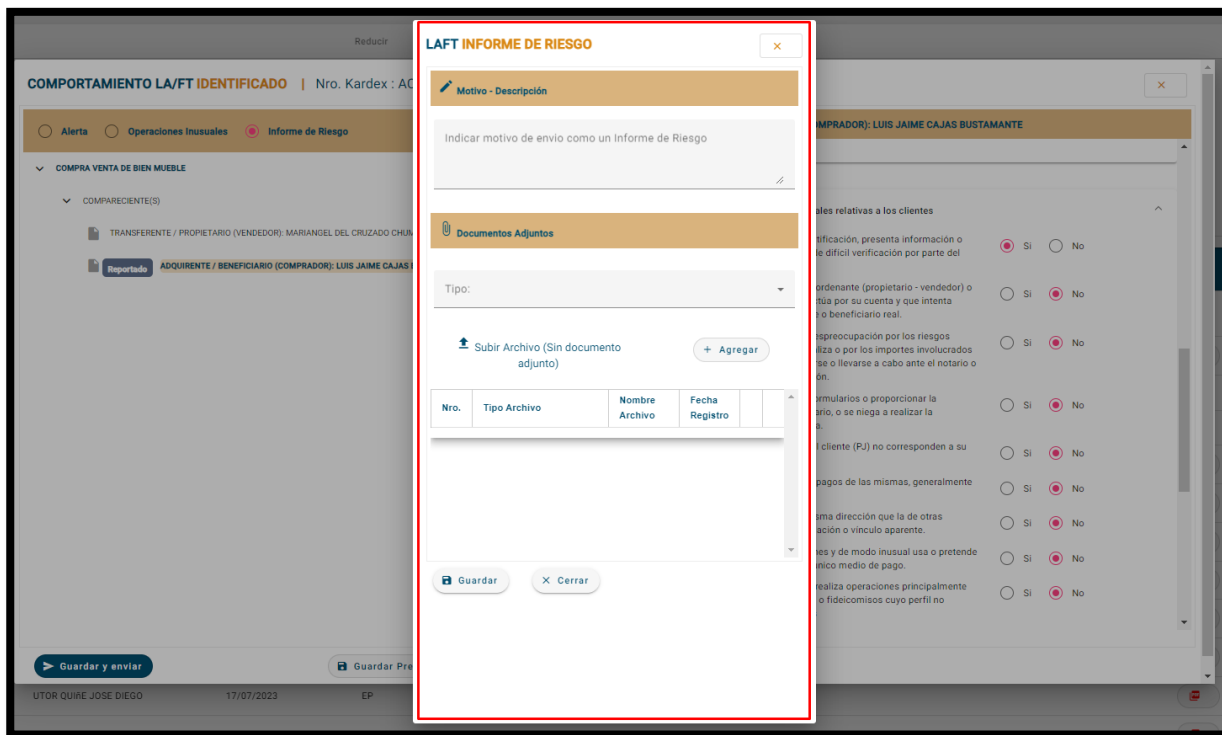 Reducir
LAFT INFORME DE RIESGO
COMPORTAMIENTO LA/FT IDENTIFICADO | Nro. Kardex : AC
Alerta Operaciones Inusuales Informe de Riesgo
COMPRA VENTA DE BIEN MUEBLE
COMPARECIENTE(S)
TRANSFERENTE / PROPIETARIO (VENDEDOR): MARIANGEL DEL CRUZADO CHUM
Reportado ADQUIRENTE / BENEFICIARIO (COMPRADOR): LUIS JAIME CAJAS
Motivo - Descripción
Indicar motivo de envio como un Informe de Riesgo
Documentos Adjuntos
Tipo:
Subir Archivo (Sin documento
adjunto)
+ Agregar
Nro. Tipo Archivo Nombre Archivo Fecha Registro
Guardar
Cerrar
MPRADOR): LUIS JAIME CAJAS BUSTAMANTE
ales relativas a los clientes
tificación, presenta información o
de difícil verificación por parte del
Si No
ordenante (propietario - vendedor) o
ctúa por su cuenta y que intenta
e o beneficiario real.
Si No
espreocupación por los riesgos
aliza o por los importes involucrados
rse o llevarse a cabo ante el notario o
ón.
Si No
ormularios o proporcionar la
ario, o se niega a realizar la
a.
Si No
l cliente (PJ) no corresponden a su
Si No
pagos de las mismas, generalmente
Si No
sma dirección que la de otras
ación o vínculo aparente.
Si No
nes y de modo inusual usa o pretende
único medio de pago.
Si No
realiza operaciones principalmente
o fideicomisos cuyo perfil no
Si No
Guardar y enviar
Guardar Pre
UTOR QUIÑE JOSE DIEGO 17/07/2023 EP